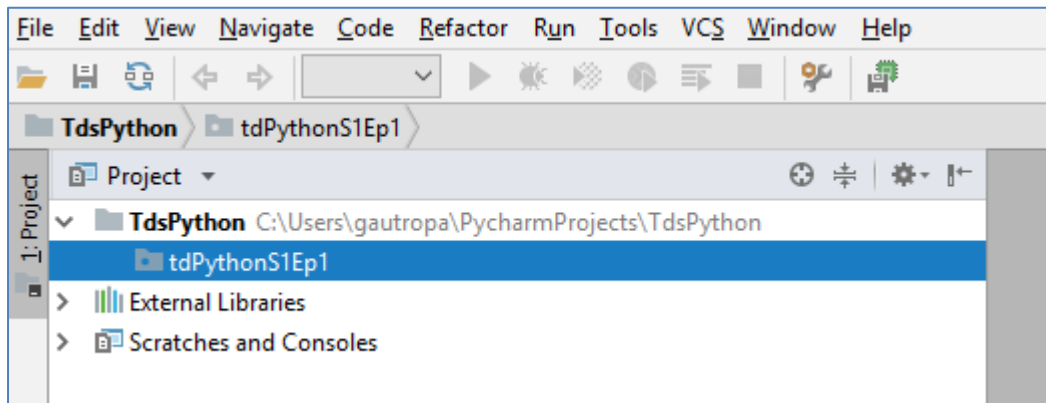 File Edit View Navigate Code Refactor Run Tools VCS Window Help
TdsPython tdPythonS1Ep1
1: Project
Project
TdsPython C:\Users\gautropa\PycharmProjects\TdsPython
tdPythonS1Ep1
External Libraries
Scratches and Consoles